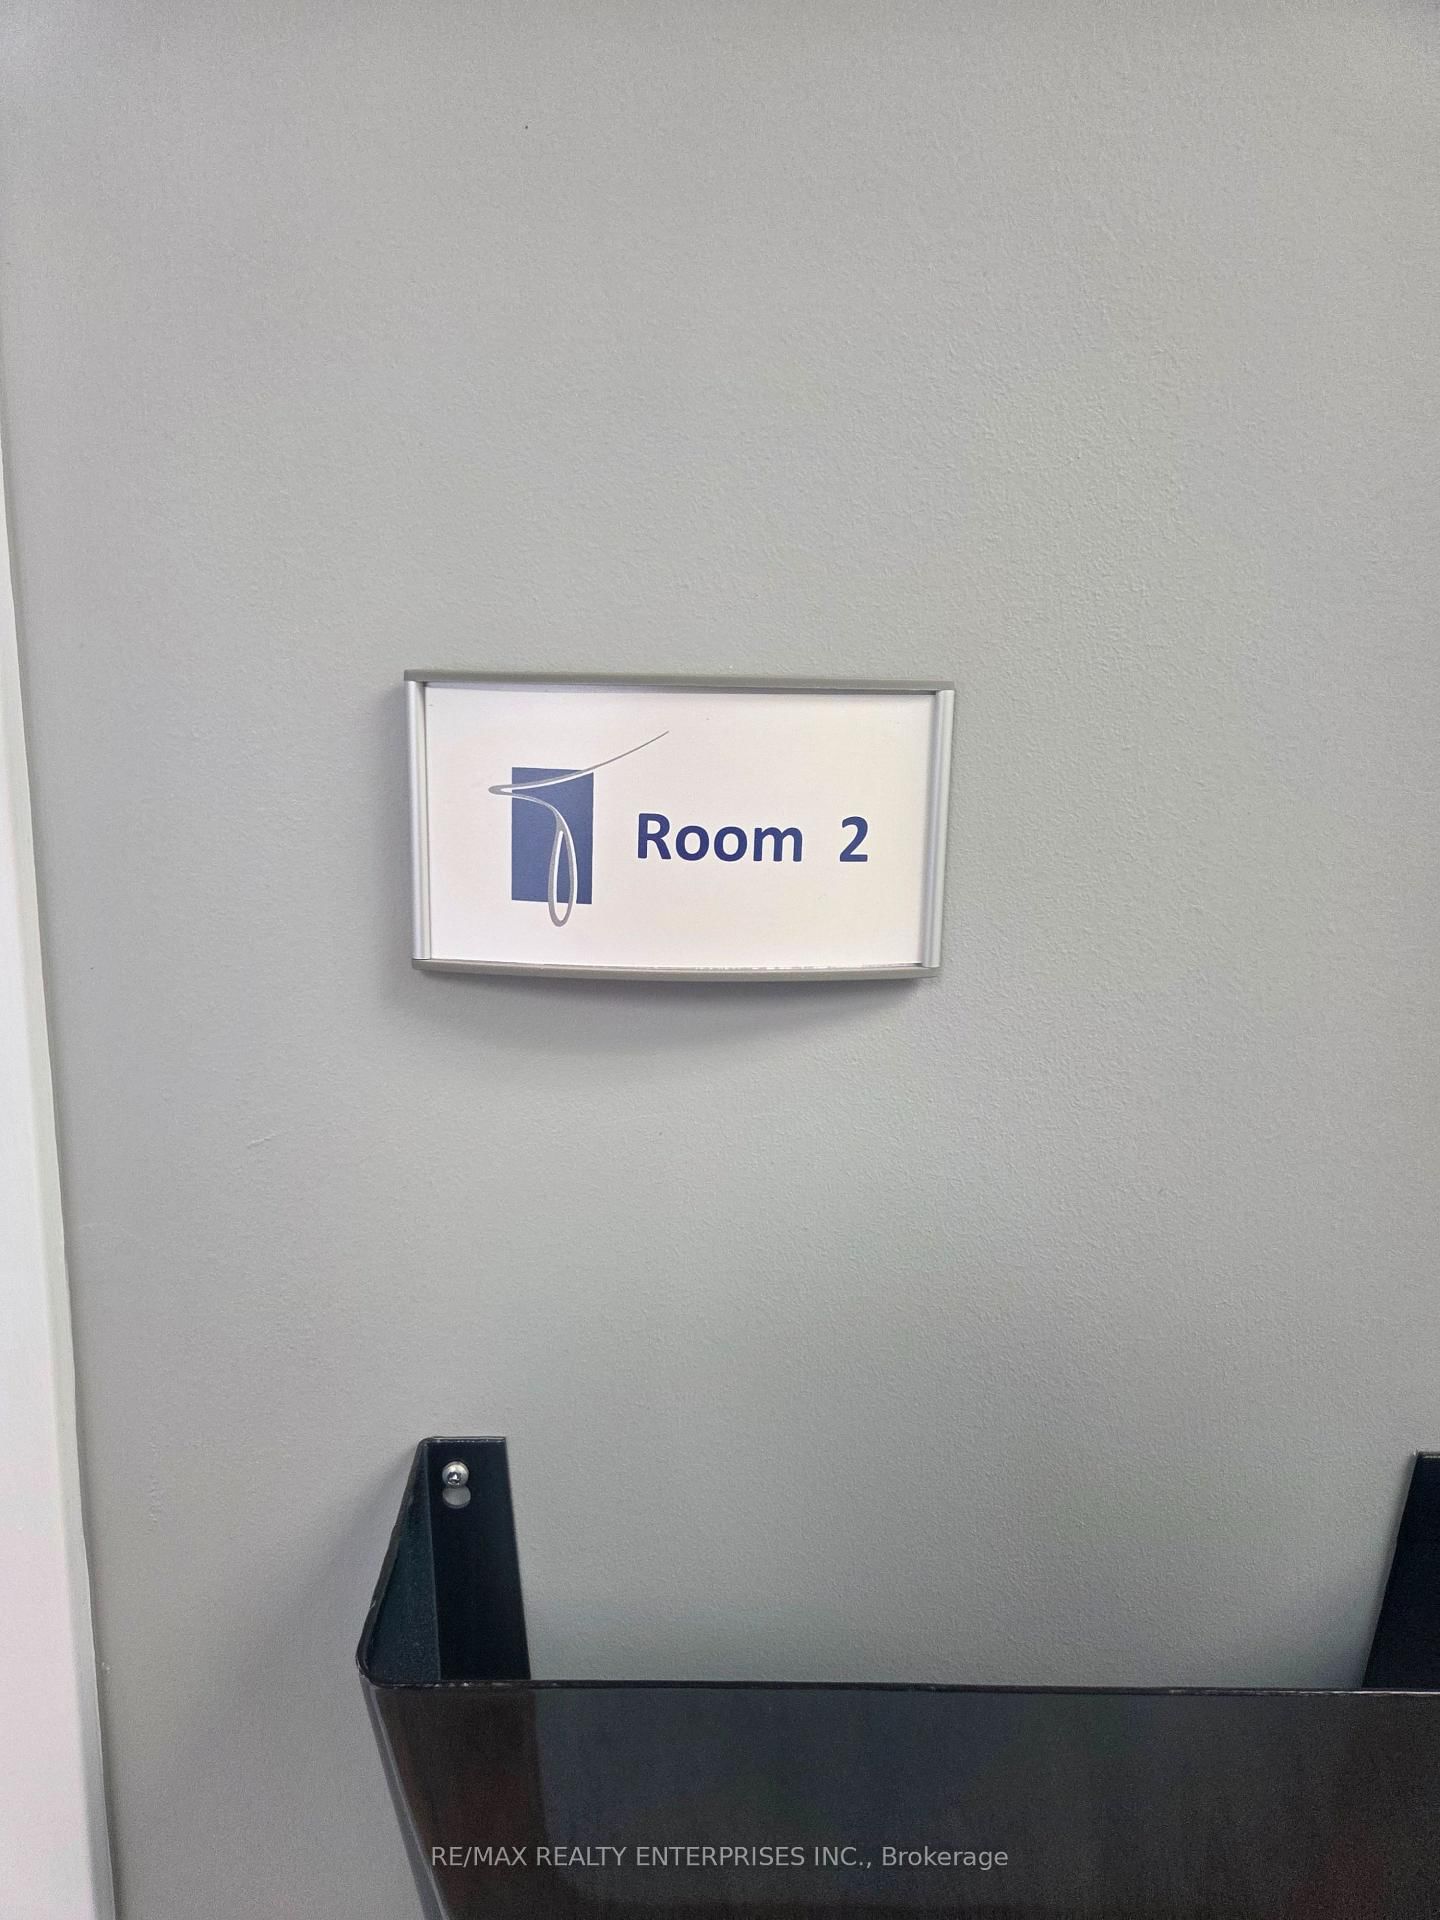 Room 2
RE/MAX REALTY ENTERPRISES INC., Brokerage